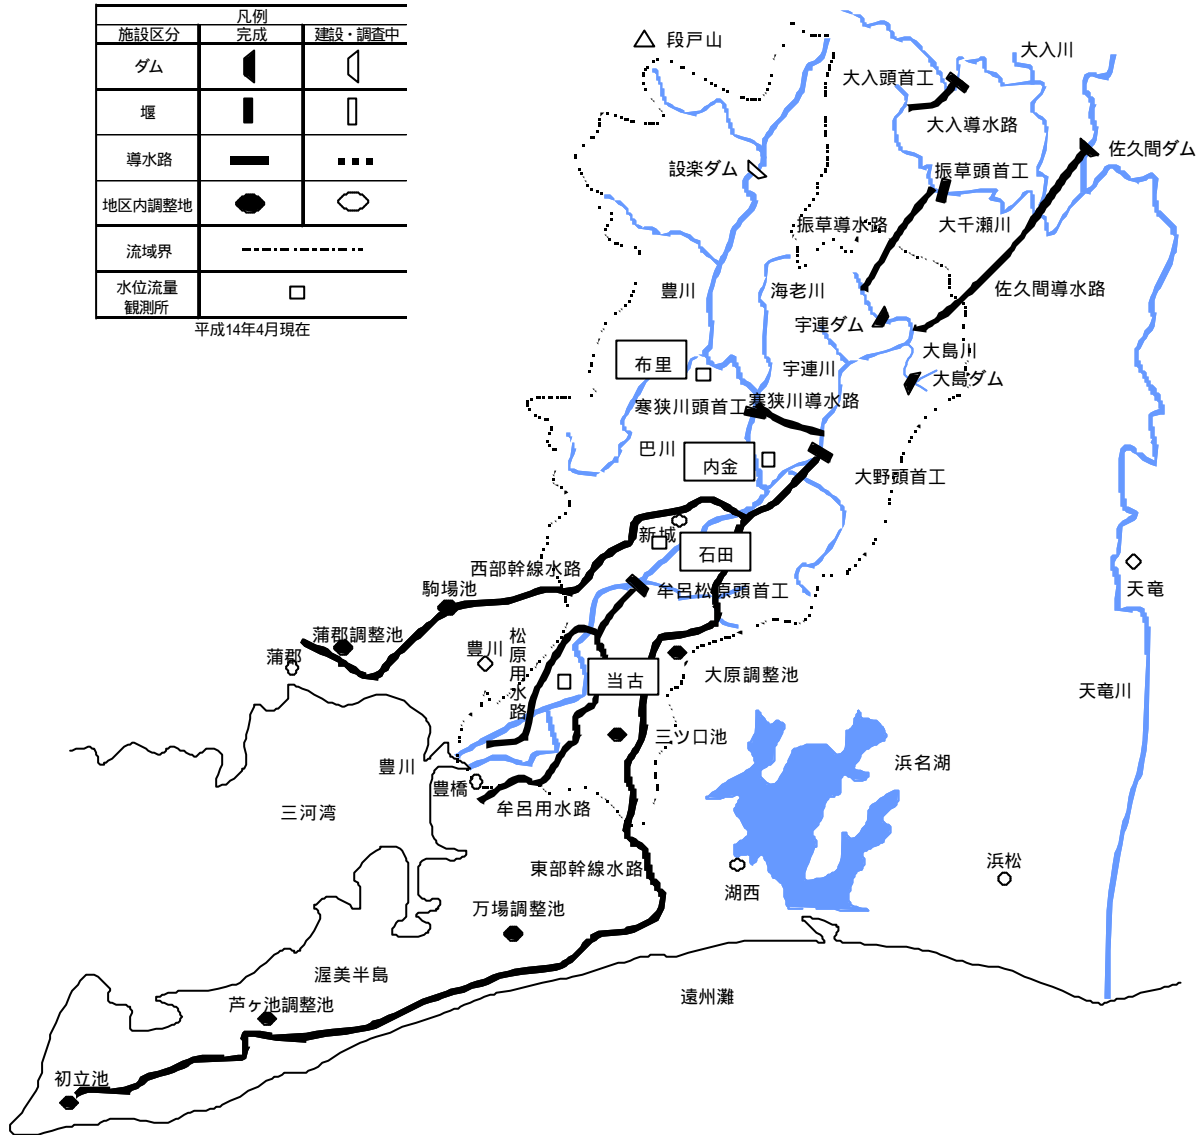 凡例
施設区分
完成
建設・調査中
ダム
堰
導水路
地区内調整地
流域界
水位流量
観測所
平成14年4月現在
段戸山
大入川
大入頭首工
大入導水路
佐久間ダム
設楽ダム
振草頭首工
振草導水路
大千瀬川
豊川
海老川
佐久間導水路
宇連ダム
大島川
布里
宇連川
大島ダム
寒狭川頭首工
寒狭川導水路
巴川
内金
大野頭首工
新城
石田
西部幹線水路
駒場池
牟呂松原頭首工
天竜
蒲郡調整池
蒲郡
豊川
松原用水路
当古
大原調整池
天竜川
三ツ口池
豊川
浜名湖
豊橋
牟呂用水路
三河湾
東部幹線水路
浜松
湖西
万場調整池
渥美半島
遠州灘
芦ヶ池調整池
初立池